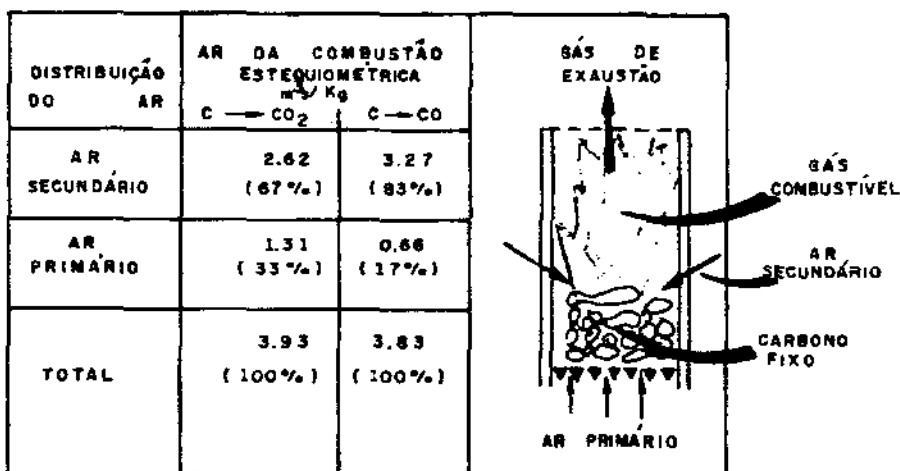 DISTRIBUIÇÃO
DO AR
AR DA COMBUSTÃO
ESTEQUIOMÉTRICA
m³/Kg
C → CO₂
C → CO
AR
SECUNDÁRIO
2.62
(67%)
3.27
(83%)
AR
PRIMÁRIO
1.31
(33%)
0.66
(17%)
TOTAL
3.93
(100%)
3,83
(100%)
GÁS DE
EXAUSTÃO
GÁS
COMBUSTÍVEL
AR
SECUNDÁRIO
CARBONO
FIXO
AR PRIMÁRIO